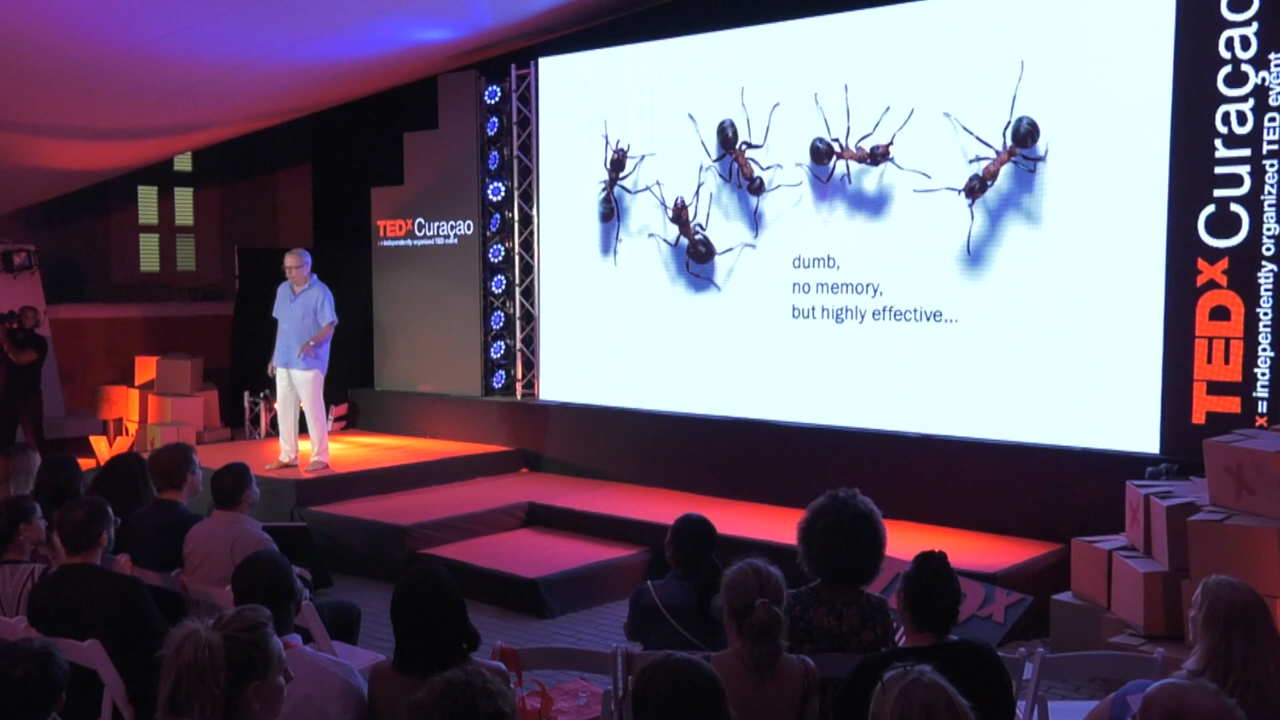 TEDx Curaçao
x = independently organized TED event
dumb,
no memory,
but highly effective...
TEDx Curaçao
x = independently organized TED event
X
X